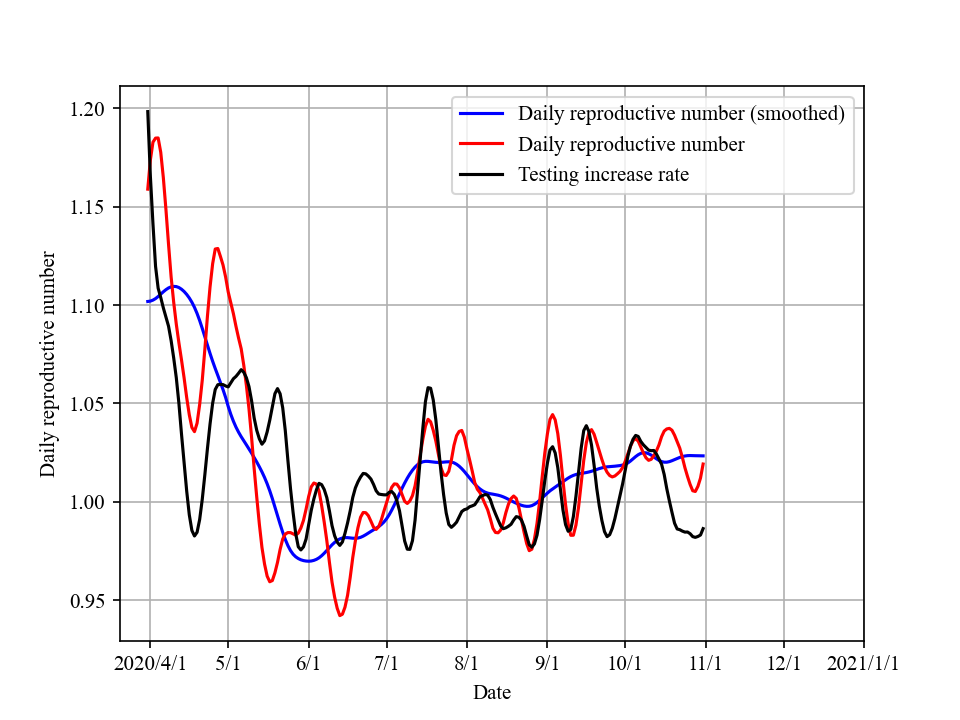 Daily reproductive number (smoothed)
Daily reproductive number
Testing increase rate
1.20
1.15
1.10
1.05
1.00
0.95
Daily reproductive number
2020/4/1 5/1 6/1 7/1 8/1 9/1 10/1 11/1 12/1 2021/1/1
Date